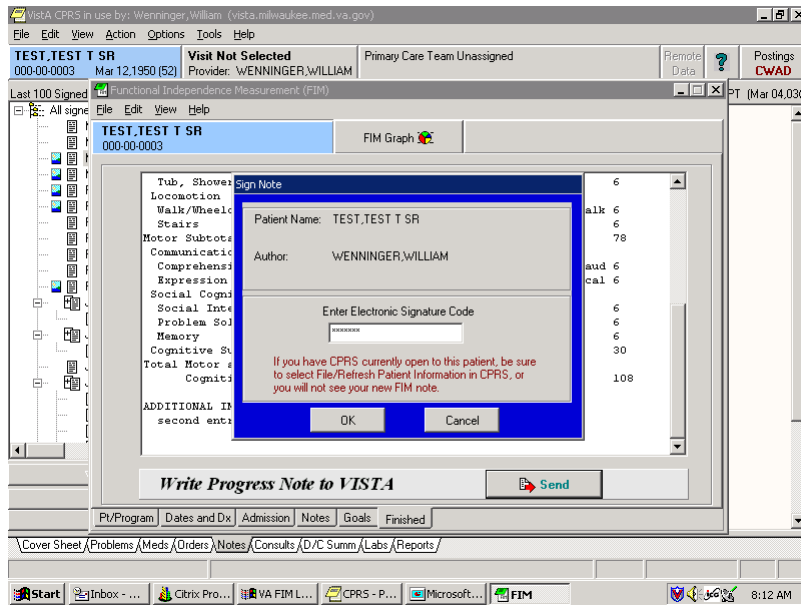 VistA CPRS in use by: Wenninger,William (vista.milwaukee.med.va.gov)
File Edit View Action Options Tools Help
TEST,TEST T SR
000-00-0003 Mar 12,1950 (52)
Visit Not Selected
Provider: WENNINGER,WILLIAM
Primary Care Team Unassigned
Remote Data
Postings
CWAD
Last 100 Signed
PT (Mar 04,03
All signe
Functional Independence Measurement (FIM)
File Edit View Help
TEST,TEST T SR
000-00-0003
FIM Graph
Tub, Shower 6
Locomotion
Walk/Wheelc alk 6
Stairs 6
Motor Subtota 78
Communicatic
Comprehensi aud 6
Expression cal 6
Social Cogni
Social Inte 6
Problem Sol 6
Memory 6
Cognitive Su 30
Total Motor a
Cogniti 108
ADDITIONAL IN
second entr
Sign Note
Patient Name: TEST,TEST T SR
Author: WENNINGER,WILLIAM
Enter Electronic Signature Code
*******
If you have CPRS currently open to this patient, be sure
to select File/Refresh Patient Information in CPRS, or
you will not see your new FIM note.
OK Cancel
Write Progress Note to VISTA
Send
Pt/Program Dates and Dx Admission Notes Goals Finished
Cover Sheet Problems Meds Orders Notes Consults D/C Summ Labs Reports
Start Inbox - ... Citrix Pro... VA FIM L... CPRS - P... Microsoft... FIM 8:12 AM